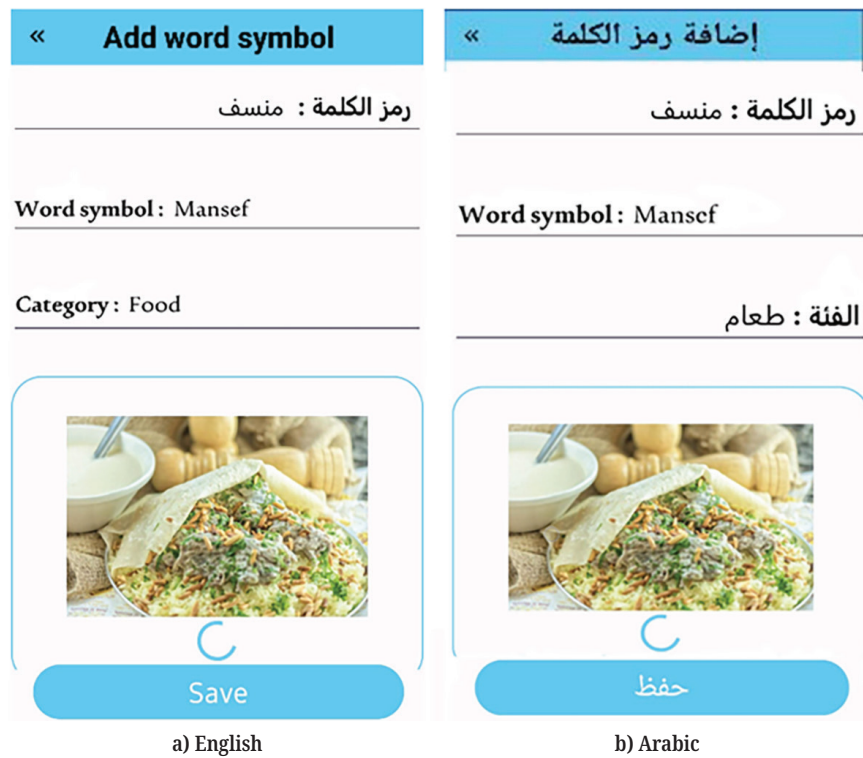 « Add word symbol
رمز الكلمة : منسف
Word symbol : Mansef
Category : Food
Save
a) English
« إضافة رمز الكلمة
رمز الكلمة : منسف
Word symbol : Mansef
الفئة : طعام
حفظ
b) Arabic